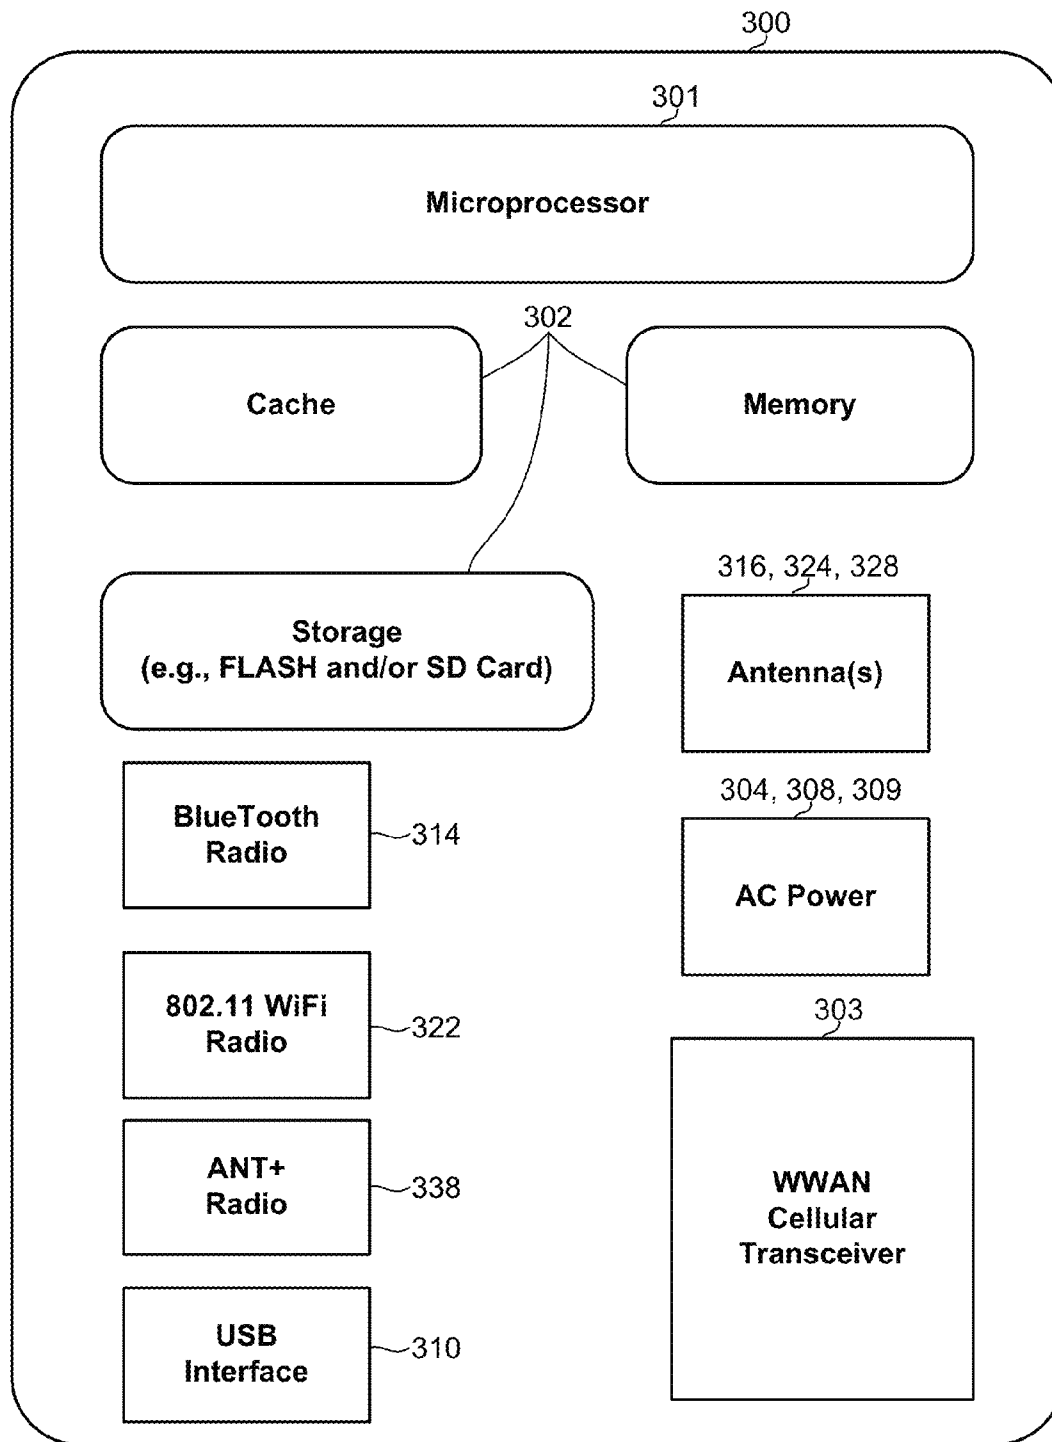 300
301
Microprocessor
302
Cache
Memory
316, 324, 328
Storage
(e.g., FLASH and/or SD Card)
Antenna(s)
304, 308, 309
BlueTooth
Radio
314
AC Power
303
802.11 WiFi
Radio
322
ANT+
Radio
338
WWAN
Cellular
Transceiver
USB
Interface
310